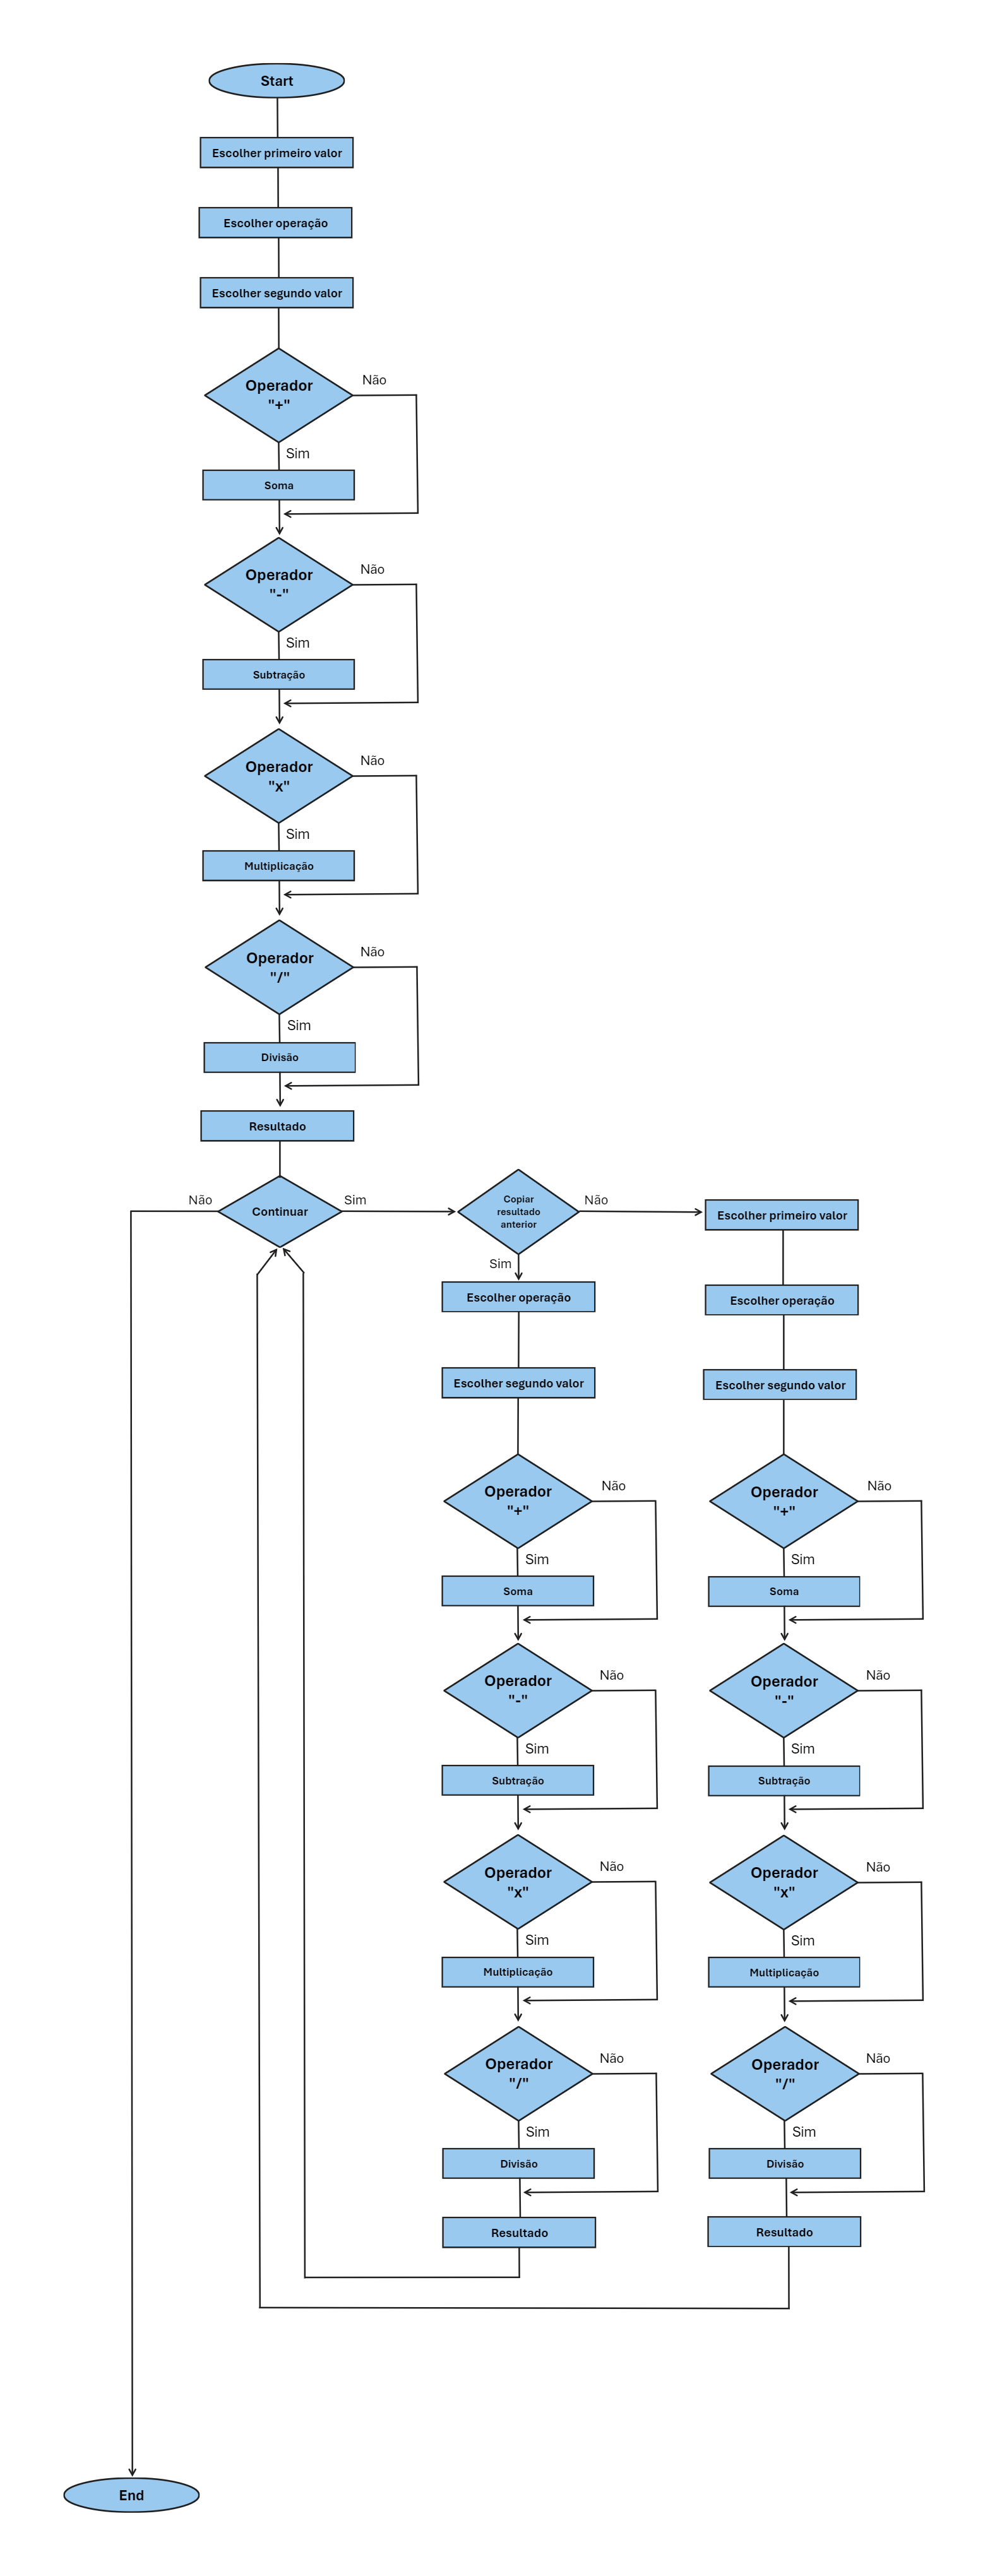 Start
Escolher primeiro valor
Escolher operação
Escolher segundo valor
Operador
"+"
Não
Sim
Soma
Operador
"-"
Não
Sim
Subtração
Operador
"x"
Não
Sim
Multiplicação
Operador
"/"
Não
Sim
Divisão
Resultado
Continuar
Não
Sim
Copiar
resultado
anterior
Não
Sim
Escolher operação
Escolher segundo valor
Operador
"+"
Não
Sim
Soma
Operador
"-"
Não
Sim
Subtração
Operador
"x"
Não
Sim
Multiplicação
Operador
"/"
Não
Sim
Divisão
Resultado
Escolher primeiro valor
Escolher operação
Escolher segundo valor
Operador
"+"
Não
Sim
Soma
Operador
"-"
Não
Sim
Subtração
Operador
"x"
Não
Sim
Multiplicação
Operador
"/"
Não
Sim
Divisão
Resultado
End